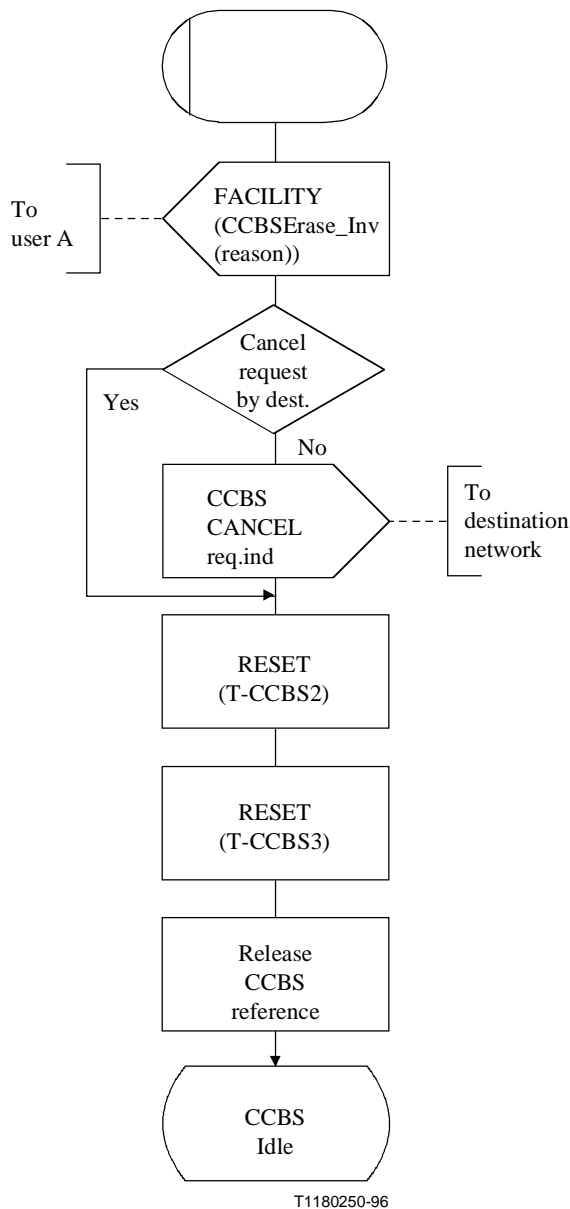 To
user A
FACILITY
(CCBSErase_Inv
(reason))
Cancel
request
by dest.
Yes
No
CCBS
CANCEL
req.ind
To
destination
network
RESET
(T-CCBS2)
RESET
(T-CCBS3)
Release
CCBS
reference
CCBS
Idle
T1180250-96